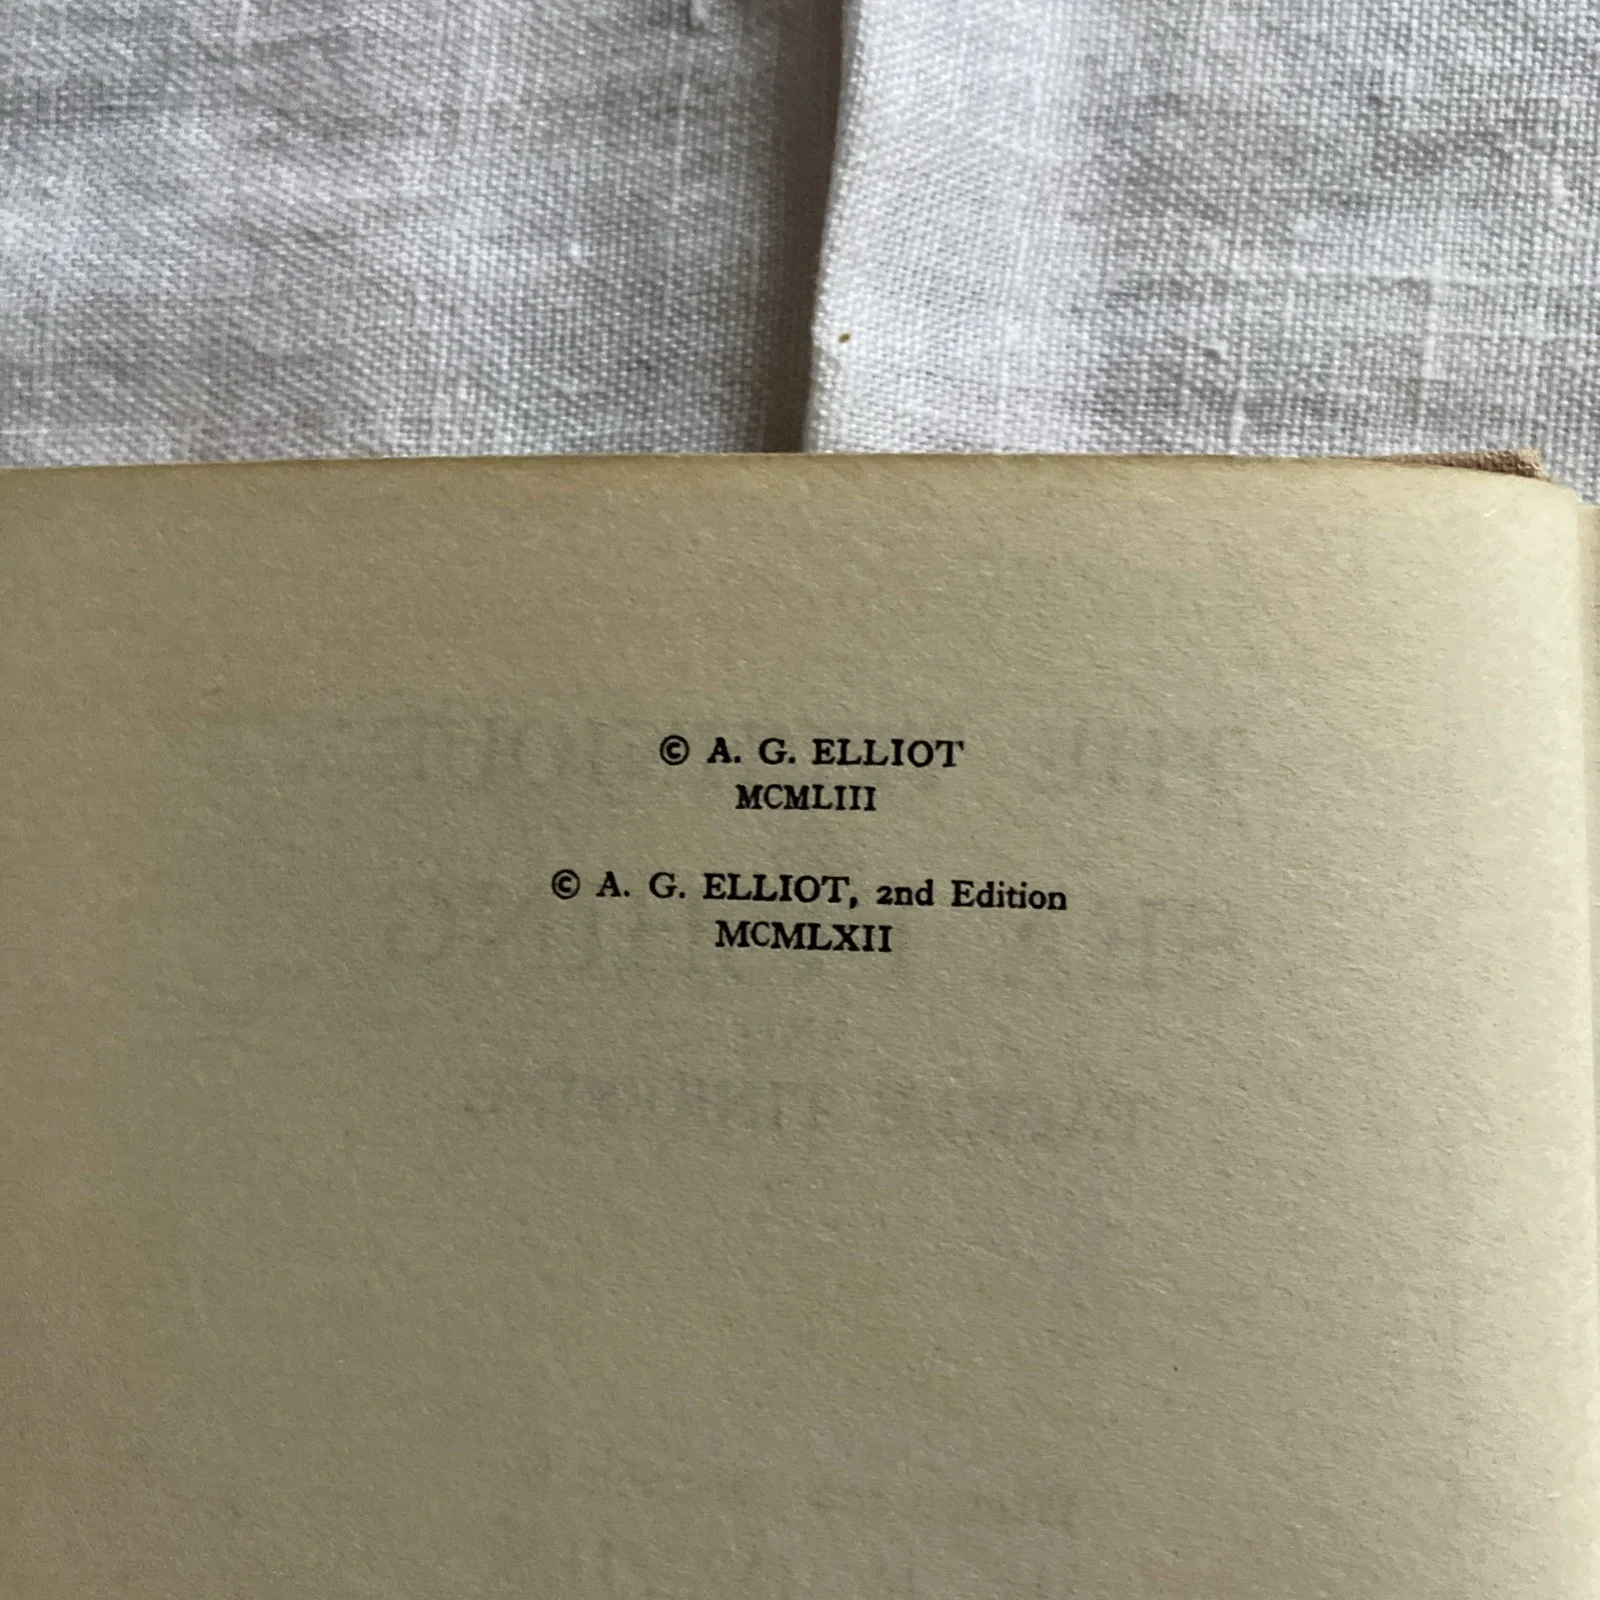 © A. G. ELLIOT
MCMLIII
© A. G. ELLIOT, 2nd Edition
MCMLXII